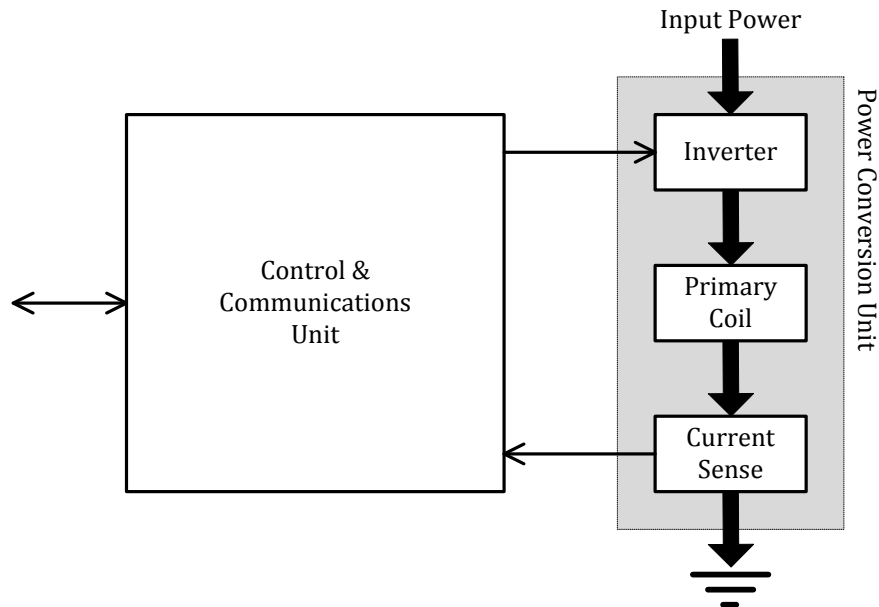 Input Power
Inverter
Control &
Communications
Unit
Primary
Coil
Current
Sense
Power Conversion Unit